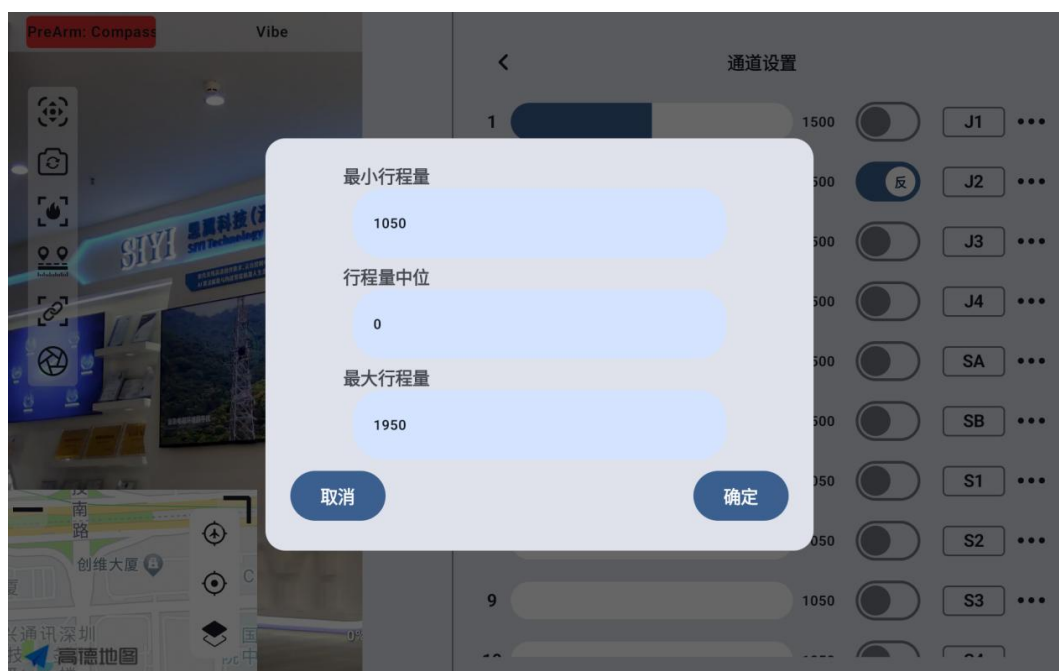 PreArm: Compass
Vibe
通道设置
1
1500
J1
最小行程量
1050
500
反
J2
500
J3
行程量中位
0
500
J4
最大行程量
1950
500
SA
500
SB
取消
确定
050
S1
050
S2
9
1050
S3
SIYI
SIYI Technology
南
路
创维大厦
高德地图